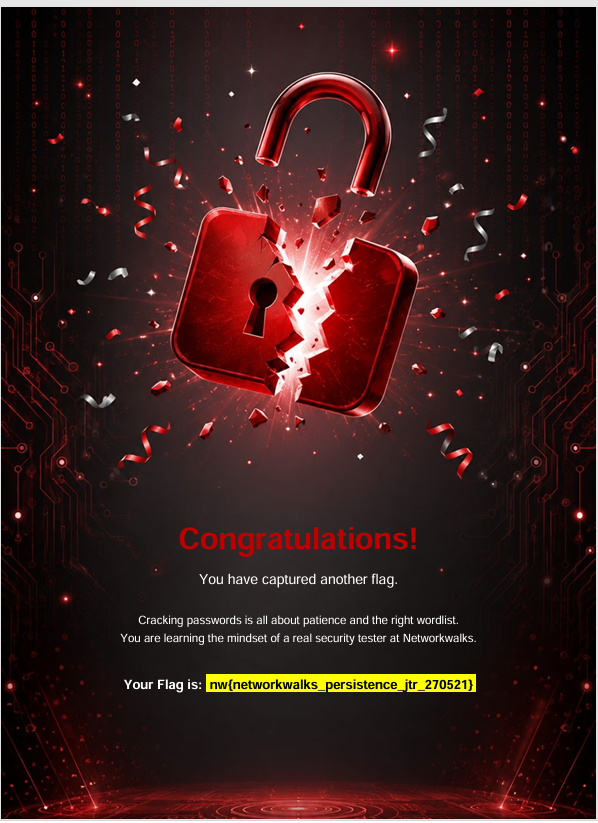 Congratulations!
You have captured another flag.
Cracking passwords is all about patience and the right wordlist.
You are learning the mindset of a real security tester at Networkwalks.
Your Flag is: nw{networkwalks_persistence_jtr_270521}